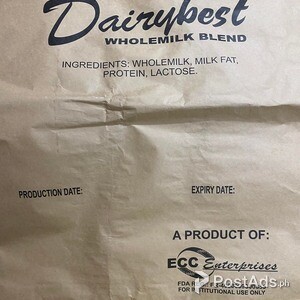 Dairybest
WHOLEMILK BLEND
INGREDIENTS: WHOLEMILK, MILK FAT,
PROTEIN, LACTOSE.
PRODUCTION DATE:
EXPIRY DATE:
A PRODUCT OF:
ECC Enterprises
FDA
FOR INSTITUTIONAL USE ONLY
PostAds.ph